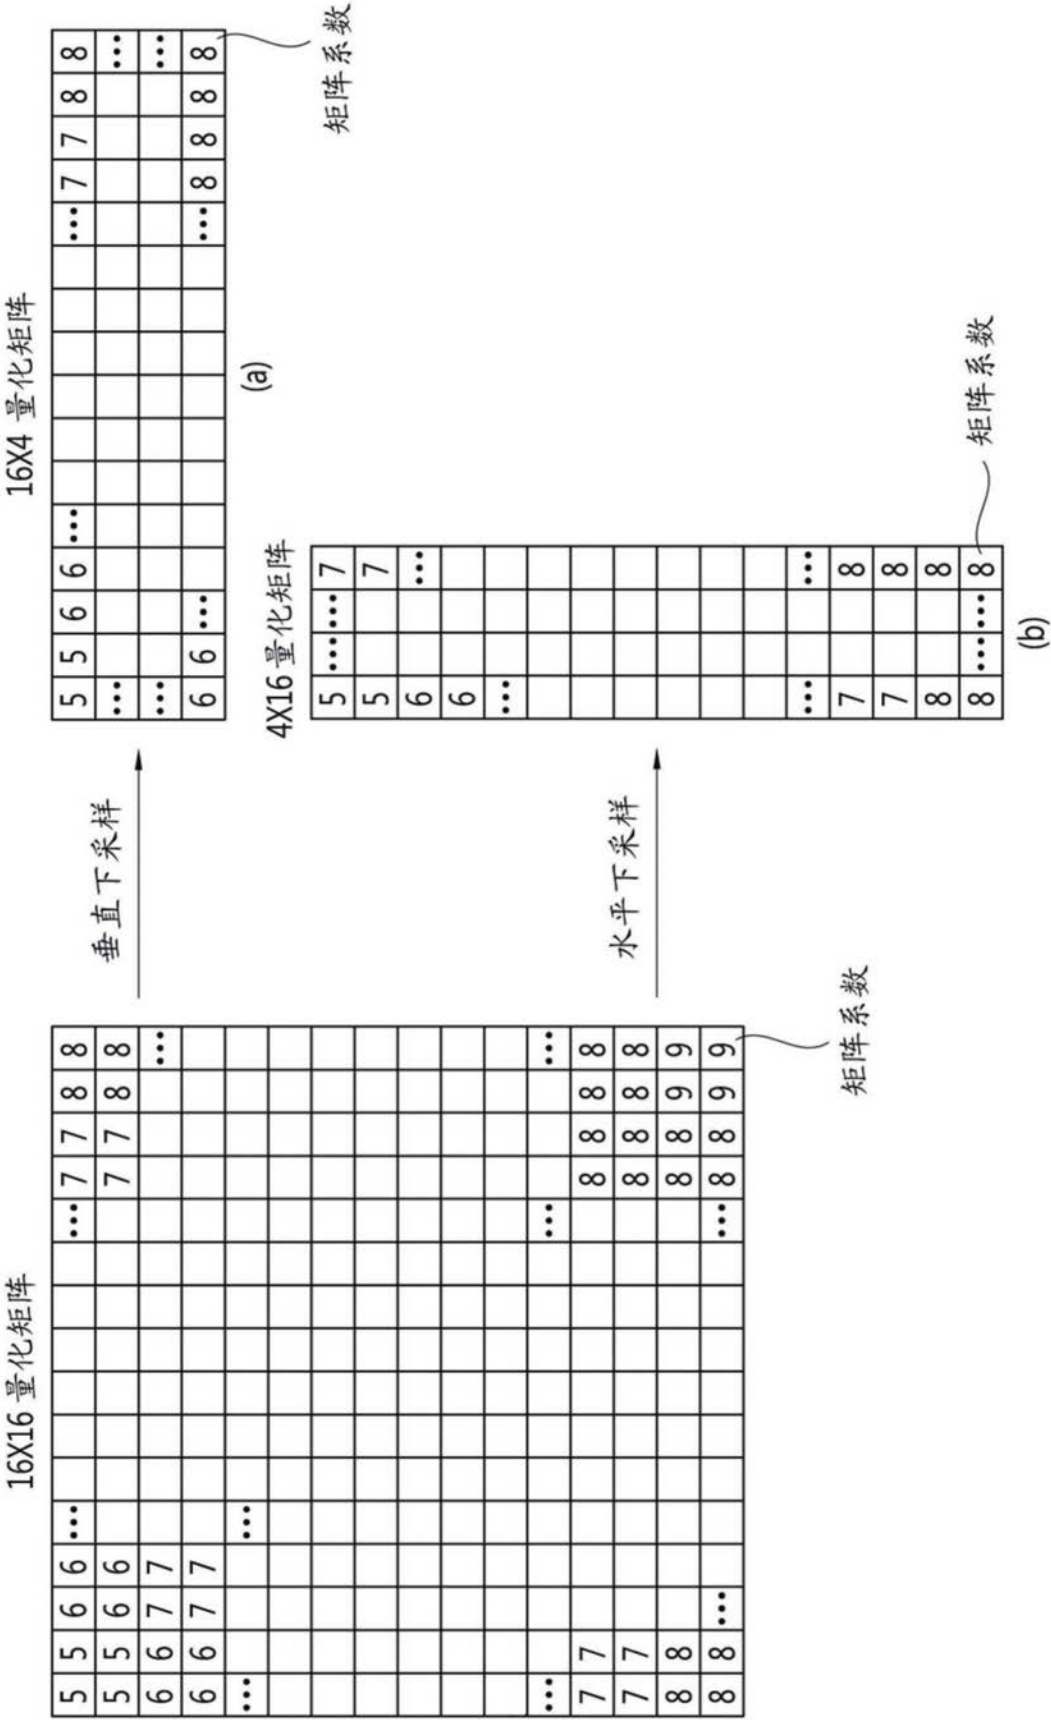 16X16 量化矩阵
5 5 6 6 ... ... 7 7 8 8
5 5 6 6 7 7 8 8
6 6 7 7 ...
6 6 7 7
... ...
... ... ...
7 7 8 8 8 8
7 7 8 8 8 8
8 8 8 8 9 9
8 8 ... ... 8 8 9 9
矩阵系数
垂直下采样
16X4 量化矩阵
5 5 6 6 ... ... 7 7 8 8
... ...
... ...
6 6 ... ... 8 8 8 8
矩阵系数
(a)
水平下采样
4X16 量化矩阵
5 ... ... 7
5 7
6 ...
6
...
... ...
7 8
7 8
8 8
8 ... ... 8
矩阵系数
(b)